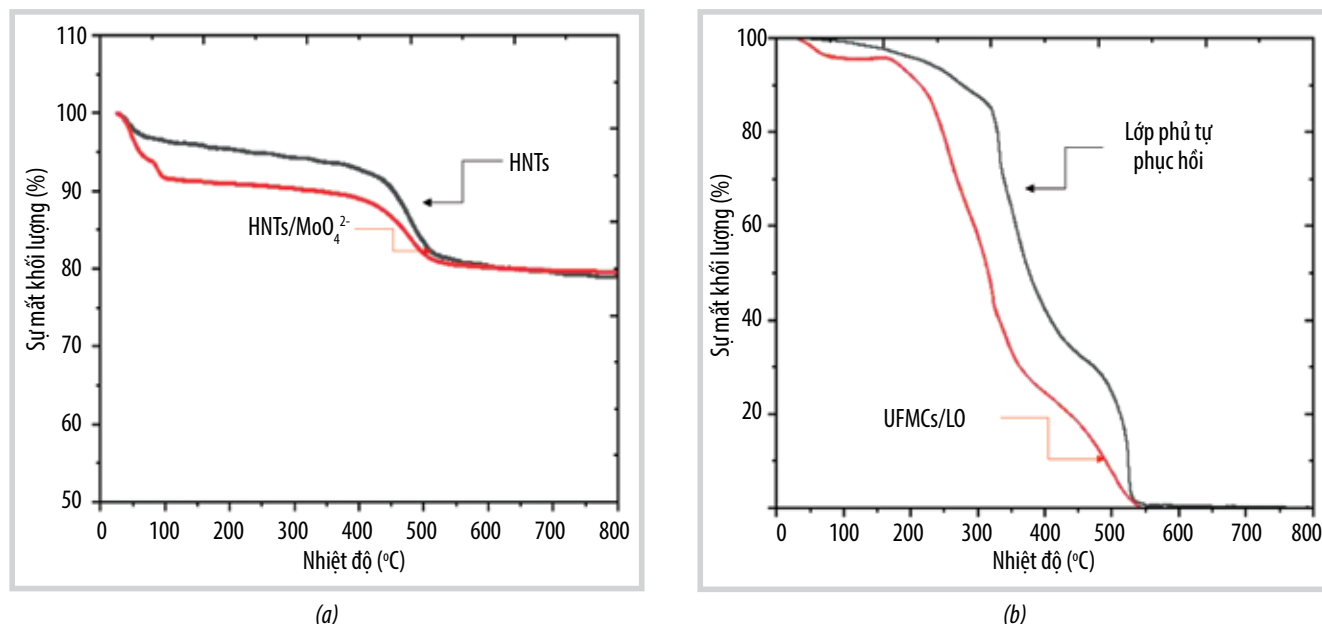 110
100
90
80
70
60
50
0 100 200 300 400 500 600 700 800
Sự mất khối lượng (%)
Nhiệt độ (ºC)
HNTs
HNTs/MoO₄²⁻
(a)
100
80
60
40
20
0 100 200 300 400 500 600 700 800
Sự mất khối lượng (%)
Nhiệt độ (ºC)
Lớp phủ tự
phục hồi
UFMCs/LO
(b)